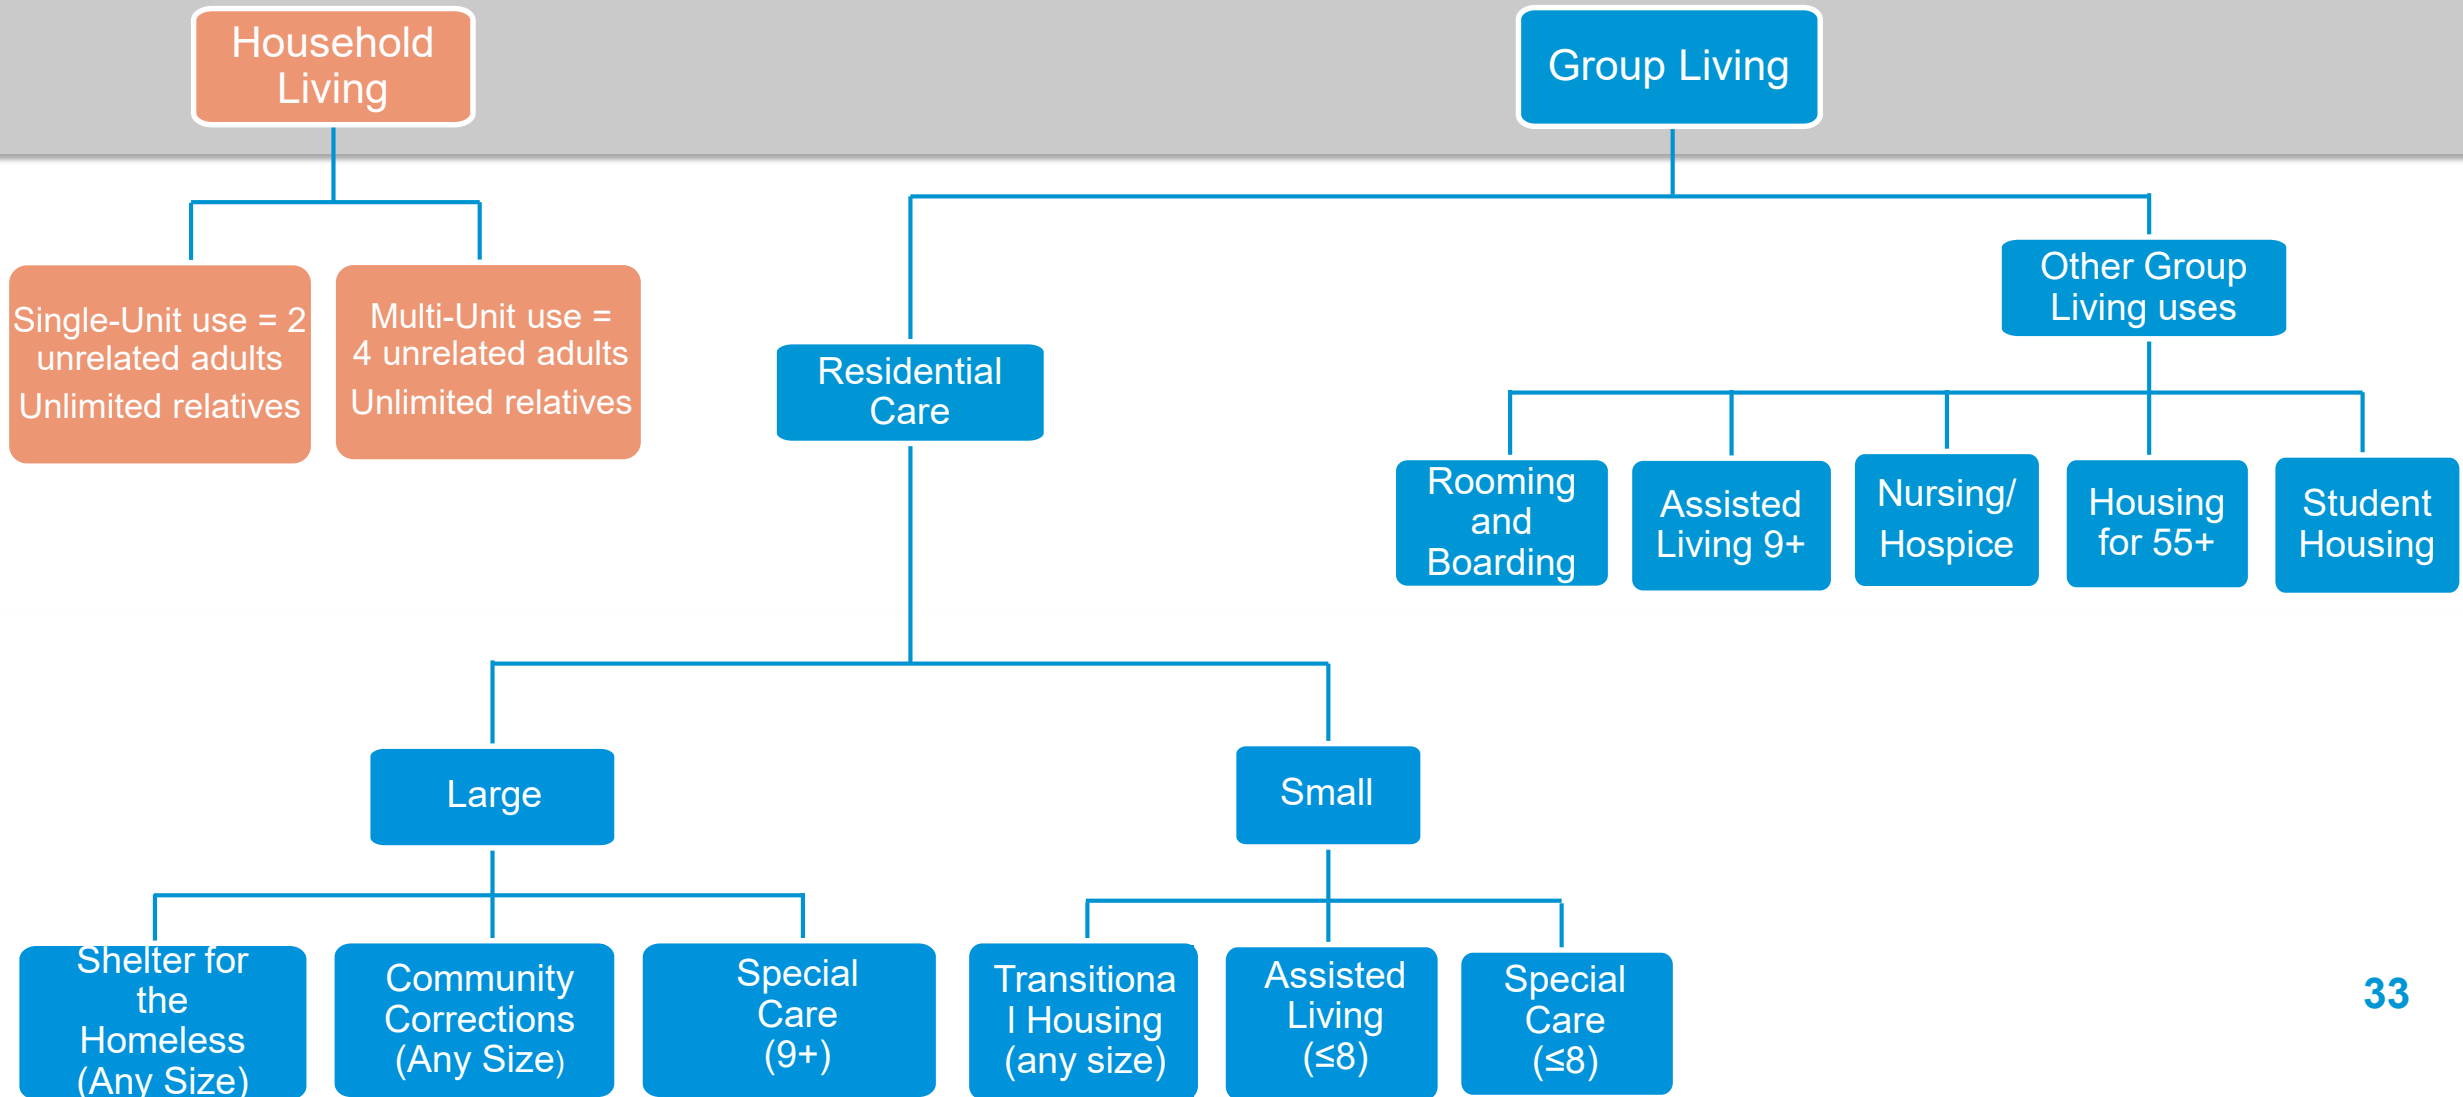 Household
Living
Group Living
Single-Unit use = 2
unrelated adults
Unlimited relatives
Multi-Unit use =
4 unrelated adults
Unlimited relatives
Other Group
Living uses
Residential
Care
Rooming
and
Boarding
Assisted
Living 9+
Nursing/
Hospice
Housing
for 55+
Student
Housing
Large
Small
Shelter for
the
Homeless
(Any Size)
Community
Corrections
(Any Size)
Special
Care
(9+)
Transitiona
l Housing
(any size)
Assisted
Living
(≤8)
Special
Care
(≤8)
33